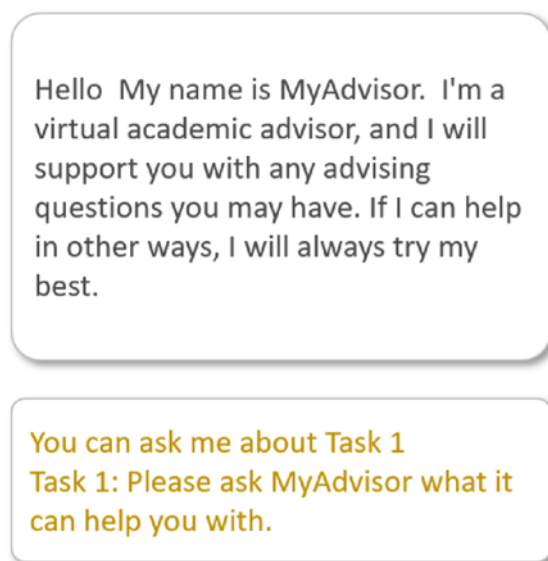 Hello  My name is MyAdvisor.  I'm a
virtual academic advisor, and I will
support you with any advising
questions you may have. If I can help
in other ways, I will always try my
best.
You can ask me about Task 1
Task 1: Please ask MyAdvisor what it
can help you with.